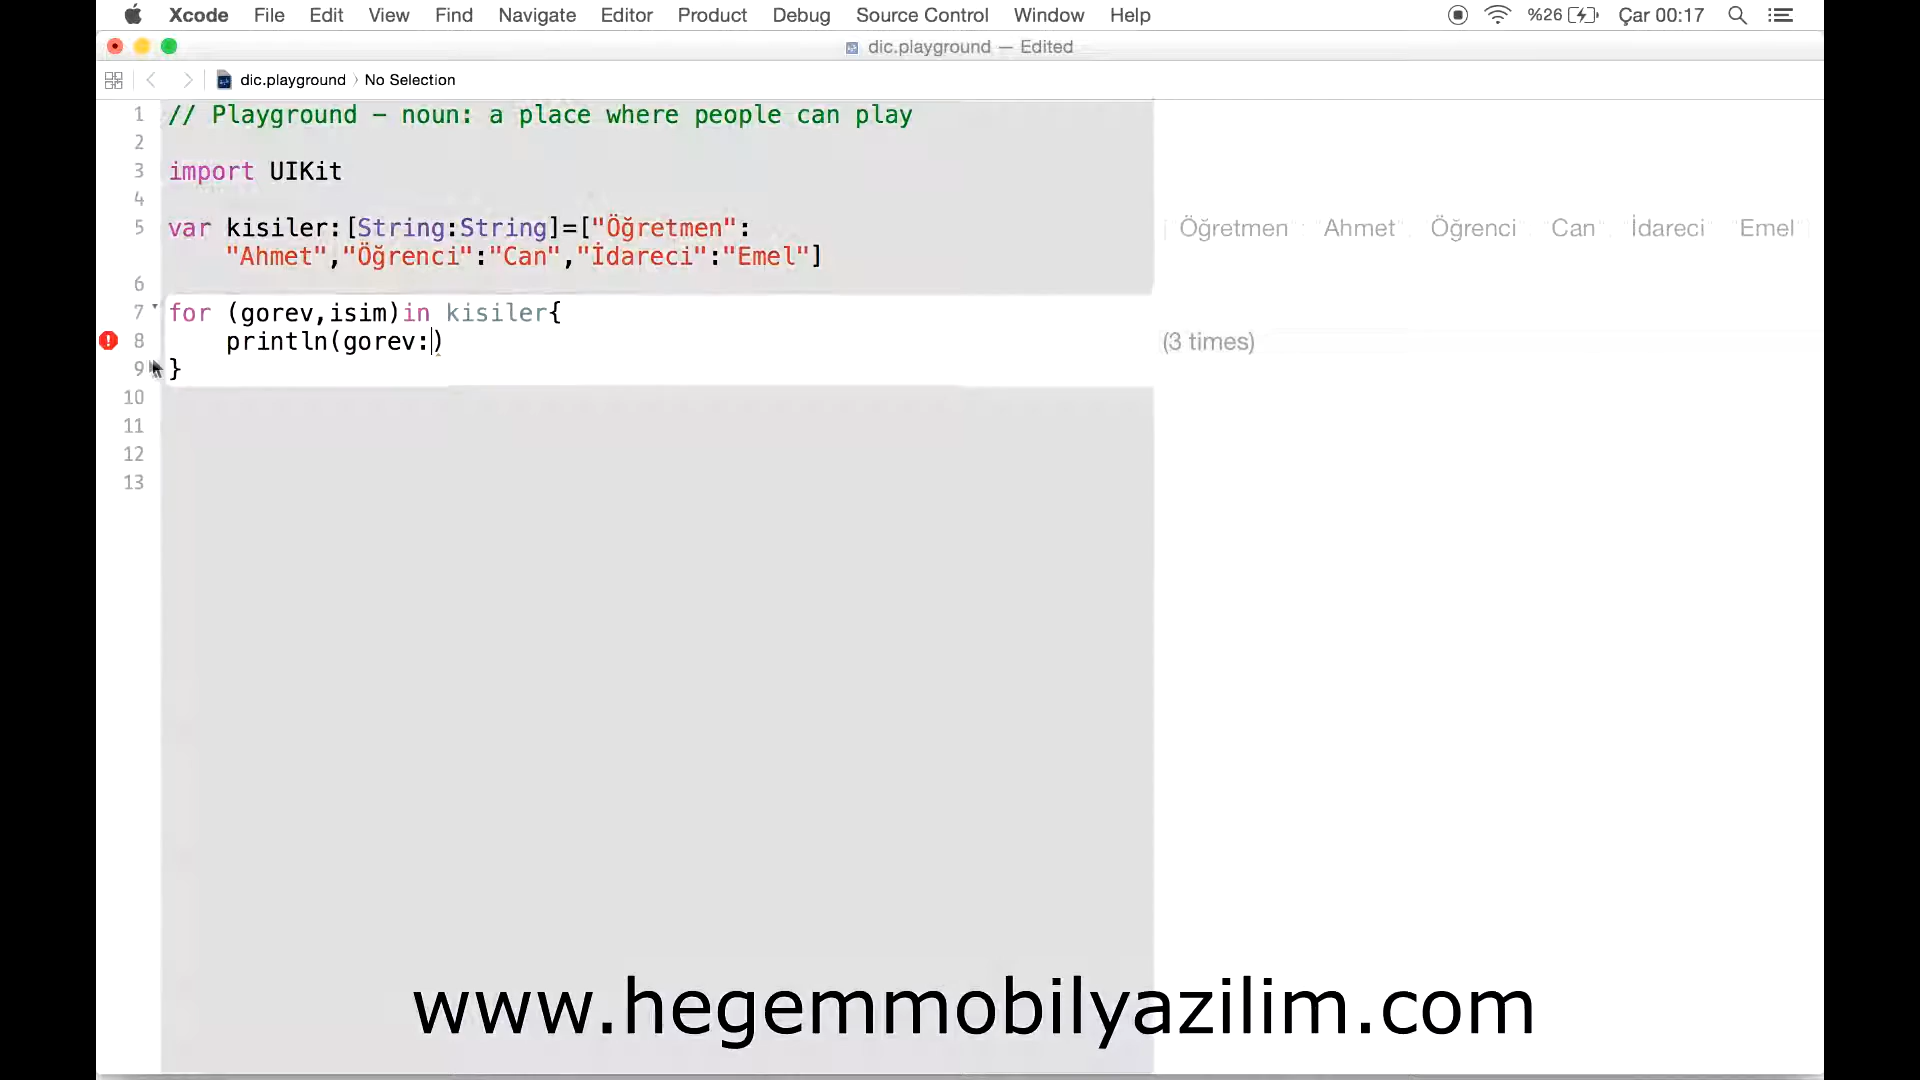 Xcode File Edit View Find Navigate Editor Product Debug Source Control Window Help %26 Çar 00:17
dic.playground — Edited
dic.playground No Selection
1 // Playground - noun: a place where people can play
2
3 import UIKit
4
5 var kisiler:[String:String]=["Öğretmen": Öğretmen Ahmet Öğrenci Can İdareci Emel
"Ahmet","Öğrenci":"Can","İdareci":"Emel"]
6
7 for (gorev,isim)in kisiler{
8 println(gorev:) (3 times)
9 }
10
11
12
13
www.hegemmobilyazilim.com